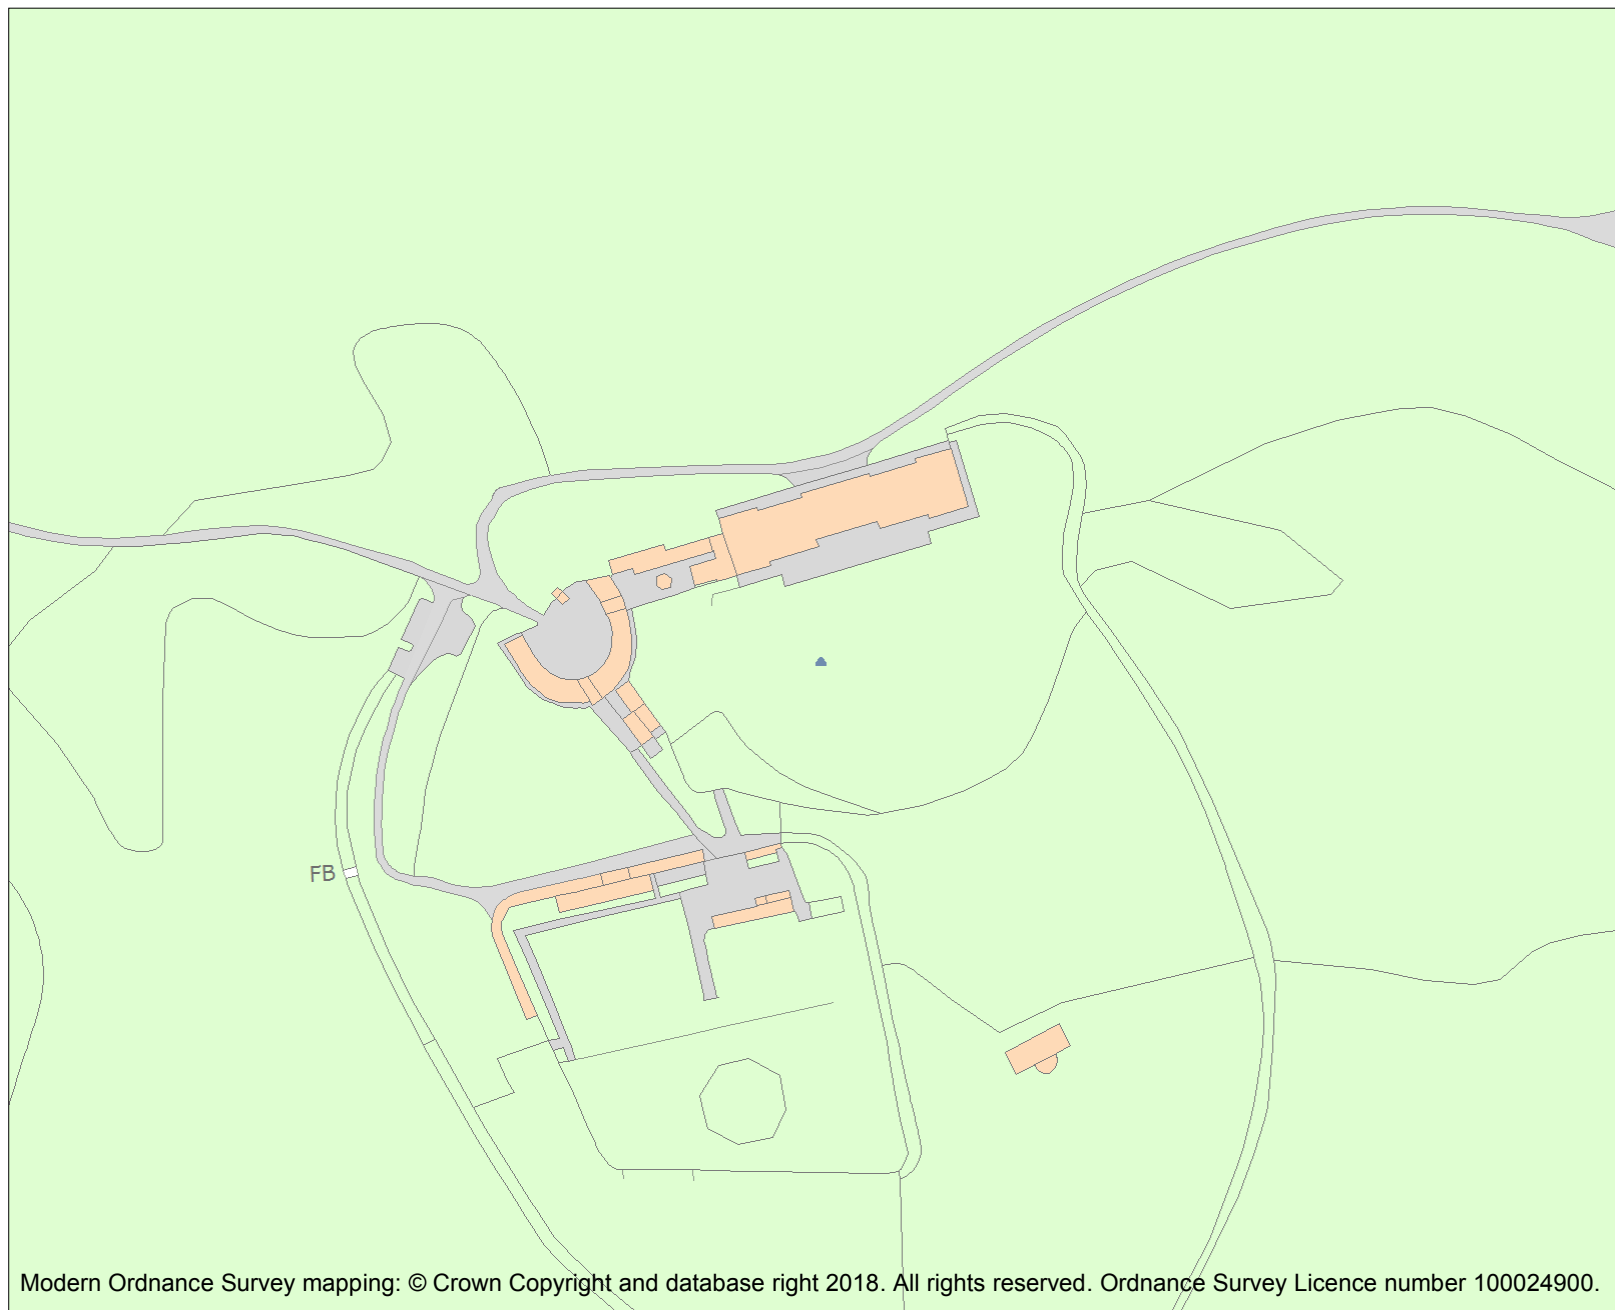 FB
Modern Ordnance Survey mapping: © Crown Copyright and database right 2018. All rights reserved. Ordnance Survey Licence number 100024900.